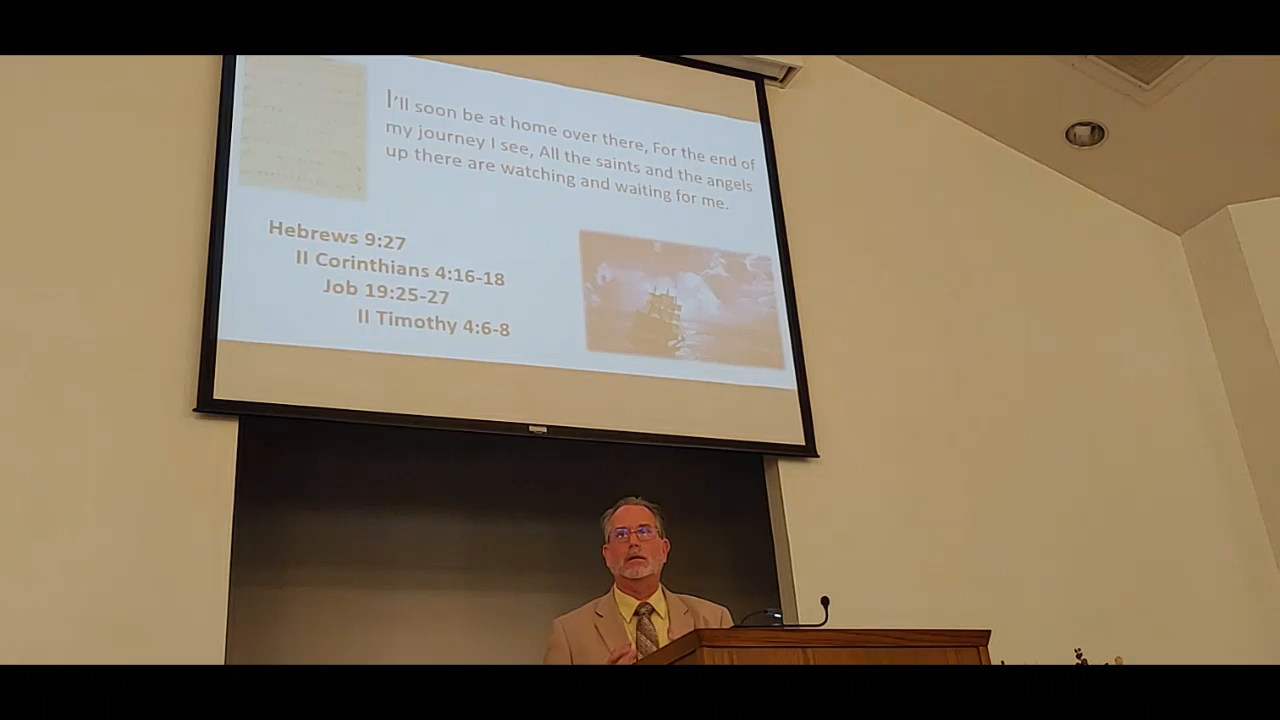 I'll soon be at home over there, For the end of
my journey I see, All the saints and the angels
up there are watching and waiting for me.
Hebrews 9:27
II Corinthians 4:16-18
Job 19:25-27
II Timothy 4:6-8